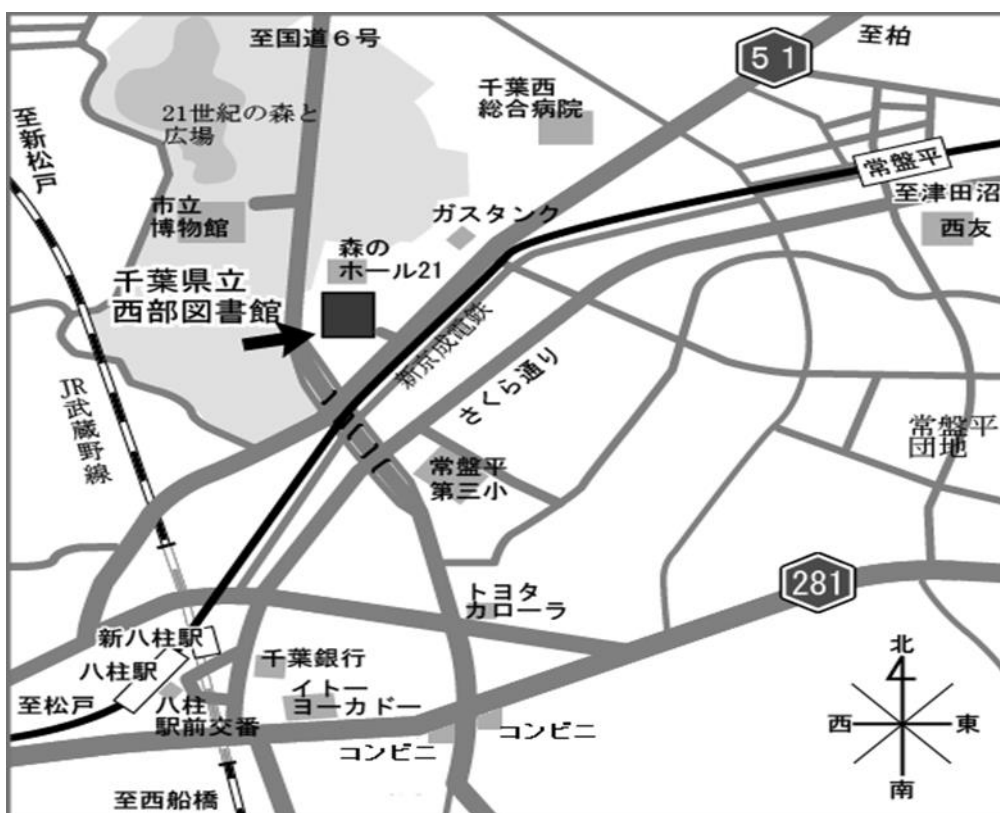 至国道6号
51
至柏
千葉西
総合病院
21世紀の森と
広場
至新松戸
常盤平
至津田沼
西友
市立
博物館
ガスタンク
森の
ホール21
千葉県立
西部図書館
新京成電鉄
さくら通り
JR武蔵野線
常盤平
団地
常盤平
第三小
281
トヨタ
カローラ
新八柱駅
八柱駅
千葉銀行
至松戸
八柱
駅前交番
イトー
ヨーカドー
コンビニ
コンビニ
至西船橋
北
西
東
南